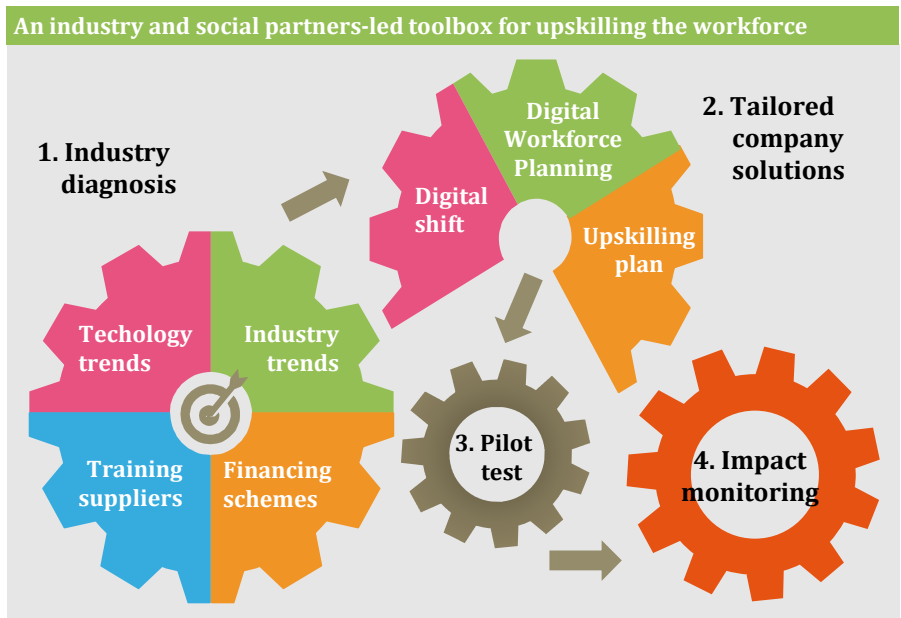 An industry and social partners-led toolbox for upskilling the workforce
1. Industry
diagnosis
Techology
trends
Industry
trends
Training
suppliers
Financing
schemes
2. Tailored
company
solutions
Digital
shift
Digital
Workforce
Planning
Upskilling
plan
3. Pilot
test
4. Impact
monitoring